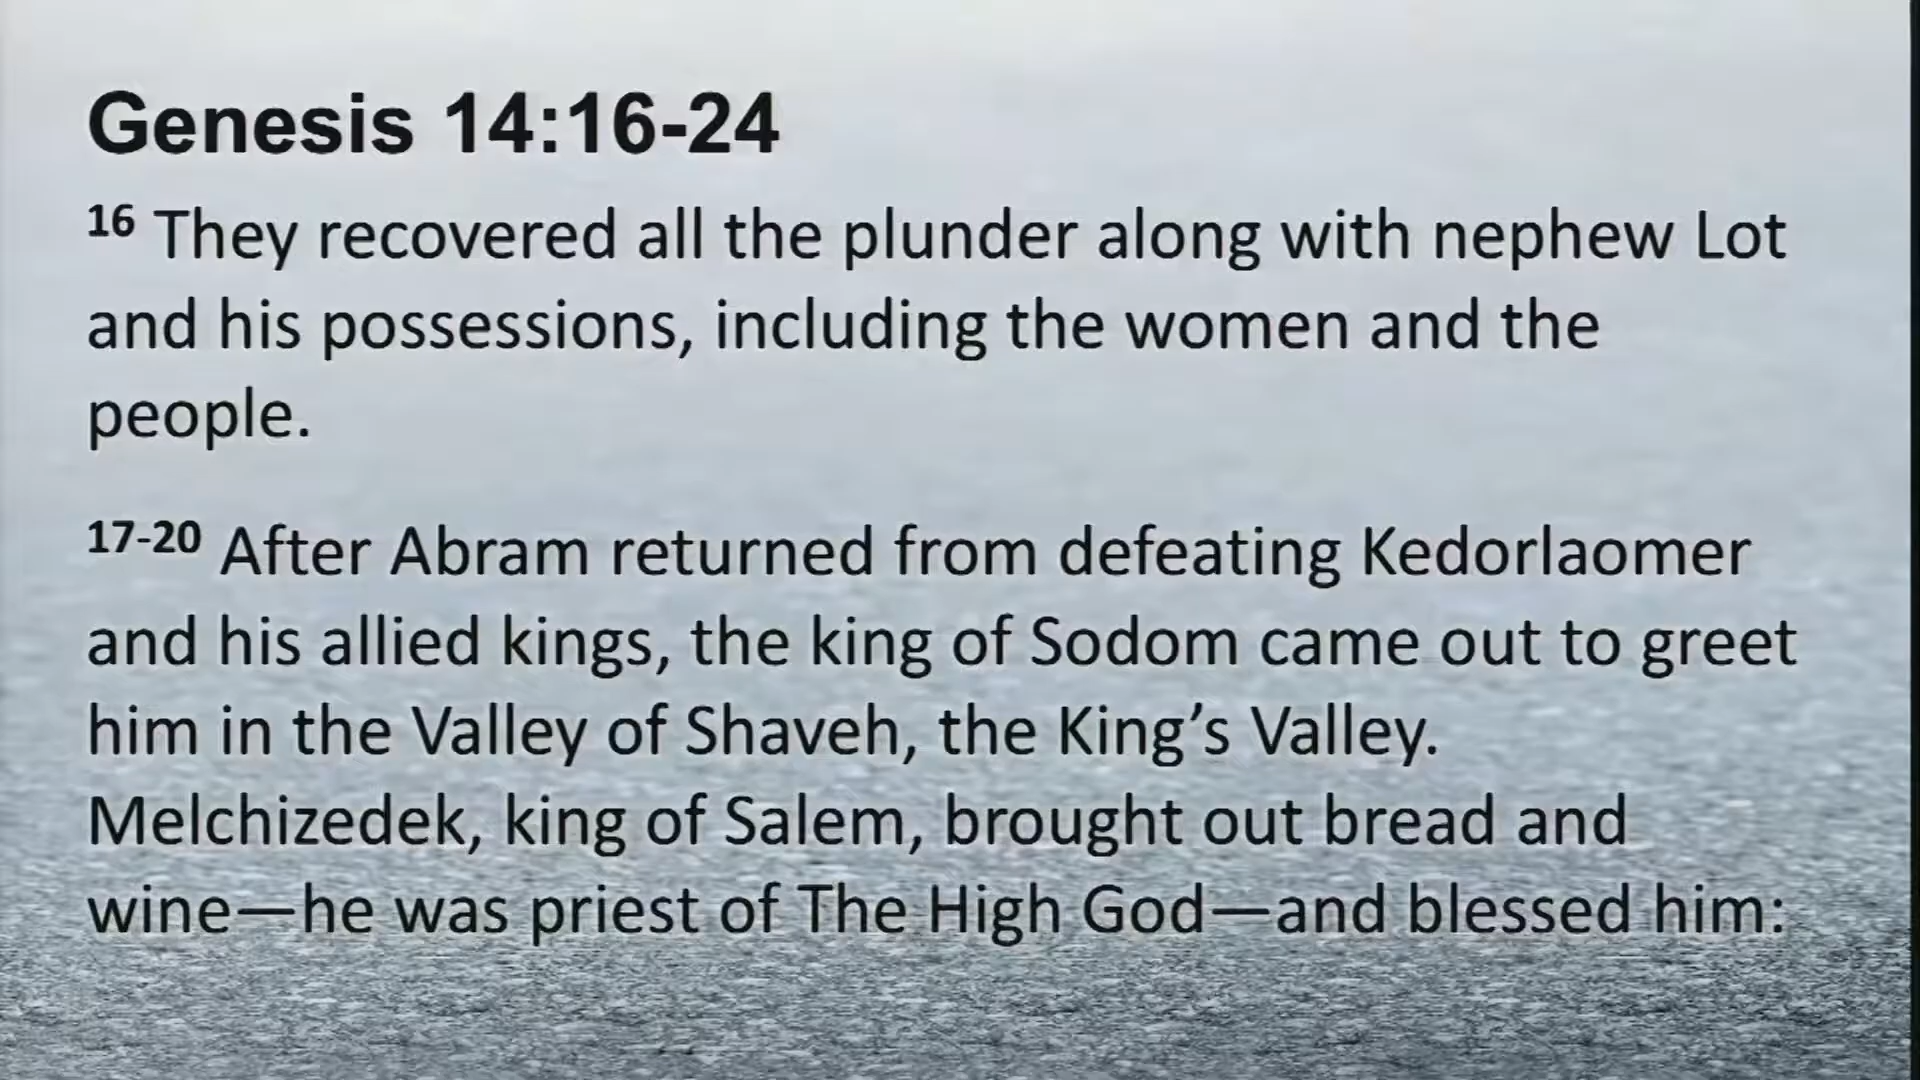 Genesis 14:16-24
16 They recovered all the plunder along with nephew Lot
and his possessions, including the women and the
people.
17-20 After Abram returned from defeating Kedorlaomer
and his allied kings, the king of Sodom came out to greet
him in the Valley of Shaveh, the King’s Valley.
Melchizedek, king of Salem, brought out bread and
wine—he was priest of The High God—and blessed him: